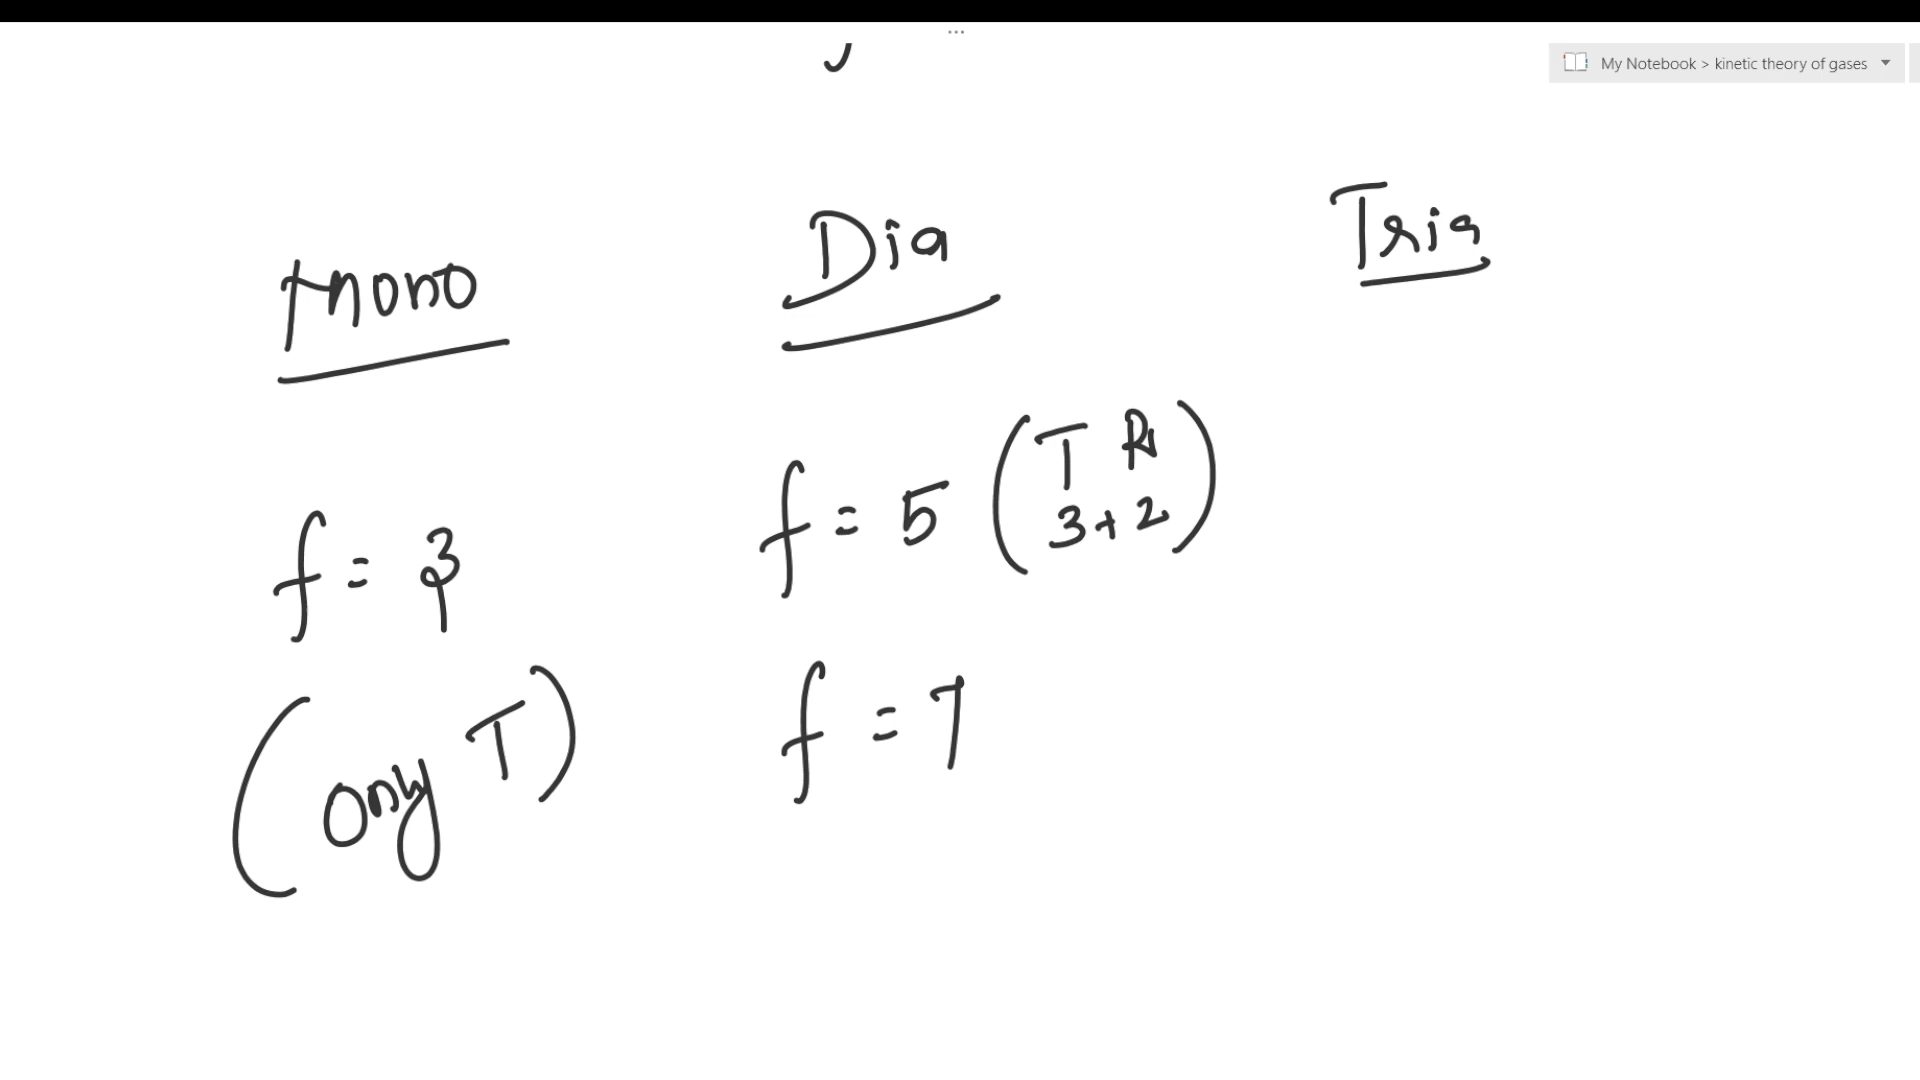 ...
My Notebook > kinetic theory of gases
Mono
Dia
Tria
f = 3
(only T)
f = 5 (T R 3+2)
f = 7